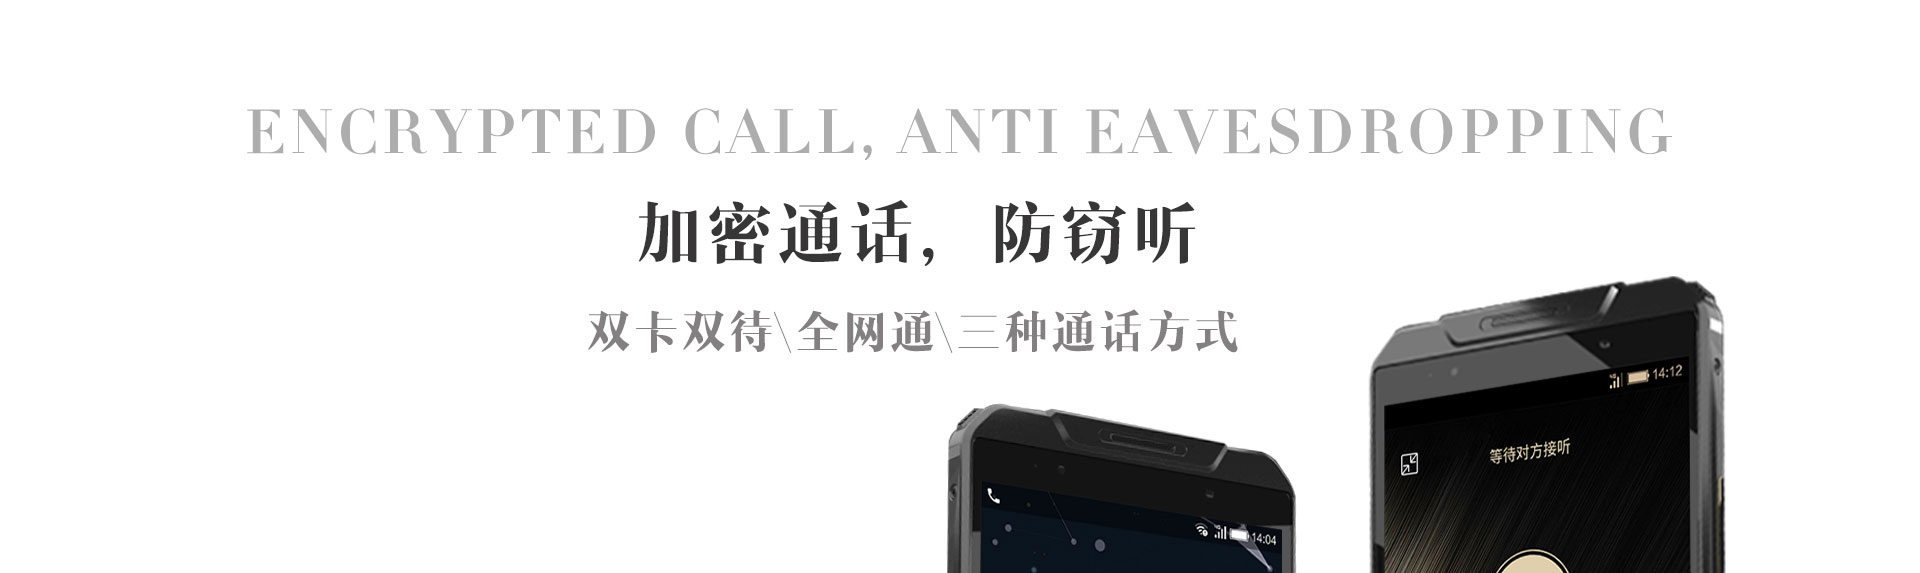 ENCRYPTED CALL, ANTI EAVESDROPPING
加密通话，防窃听
双卡双待\全网通\三种通话方式
14:12
等待对方接听
14:04